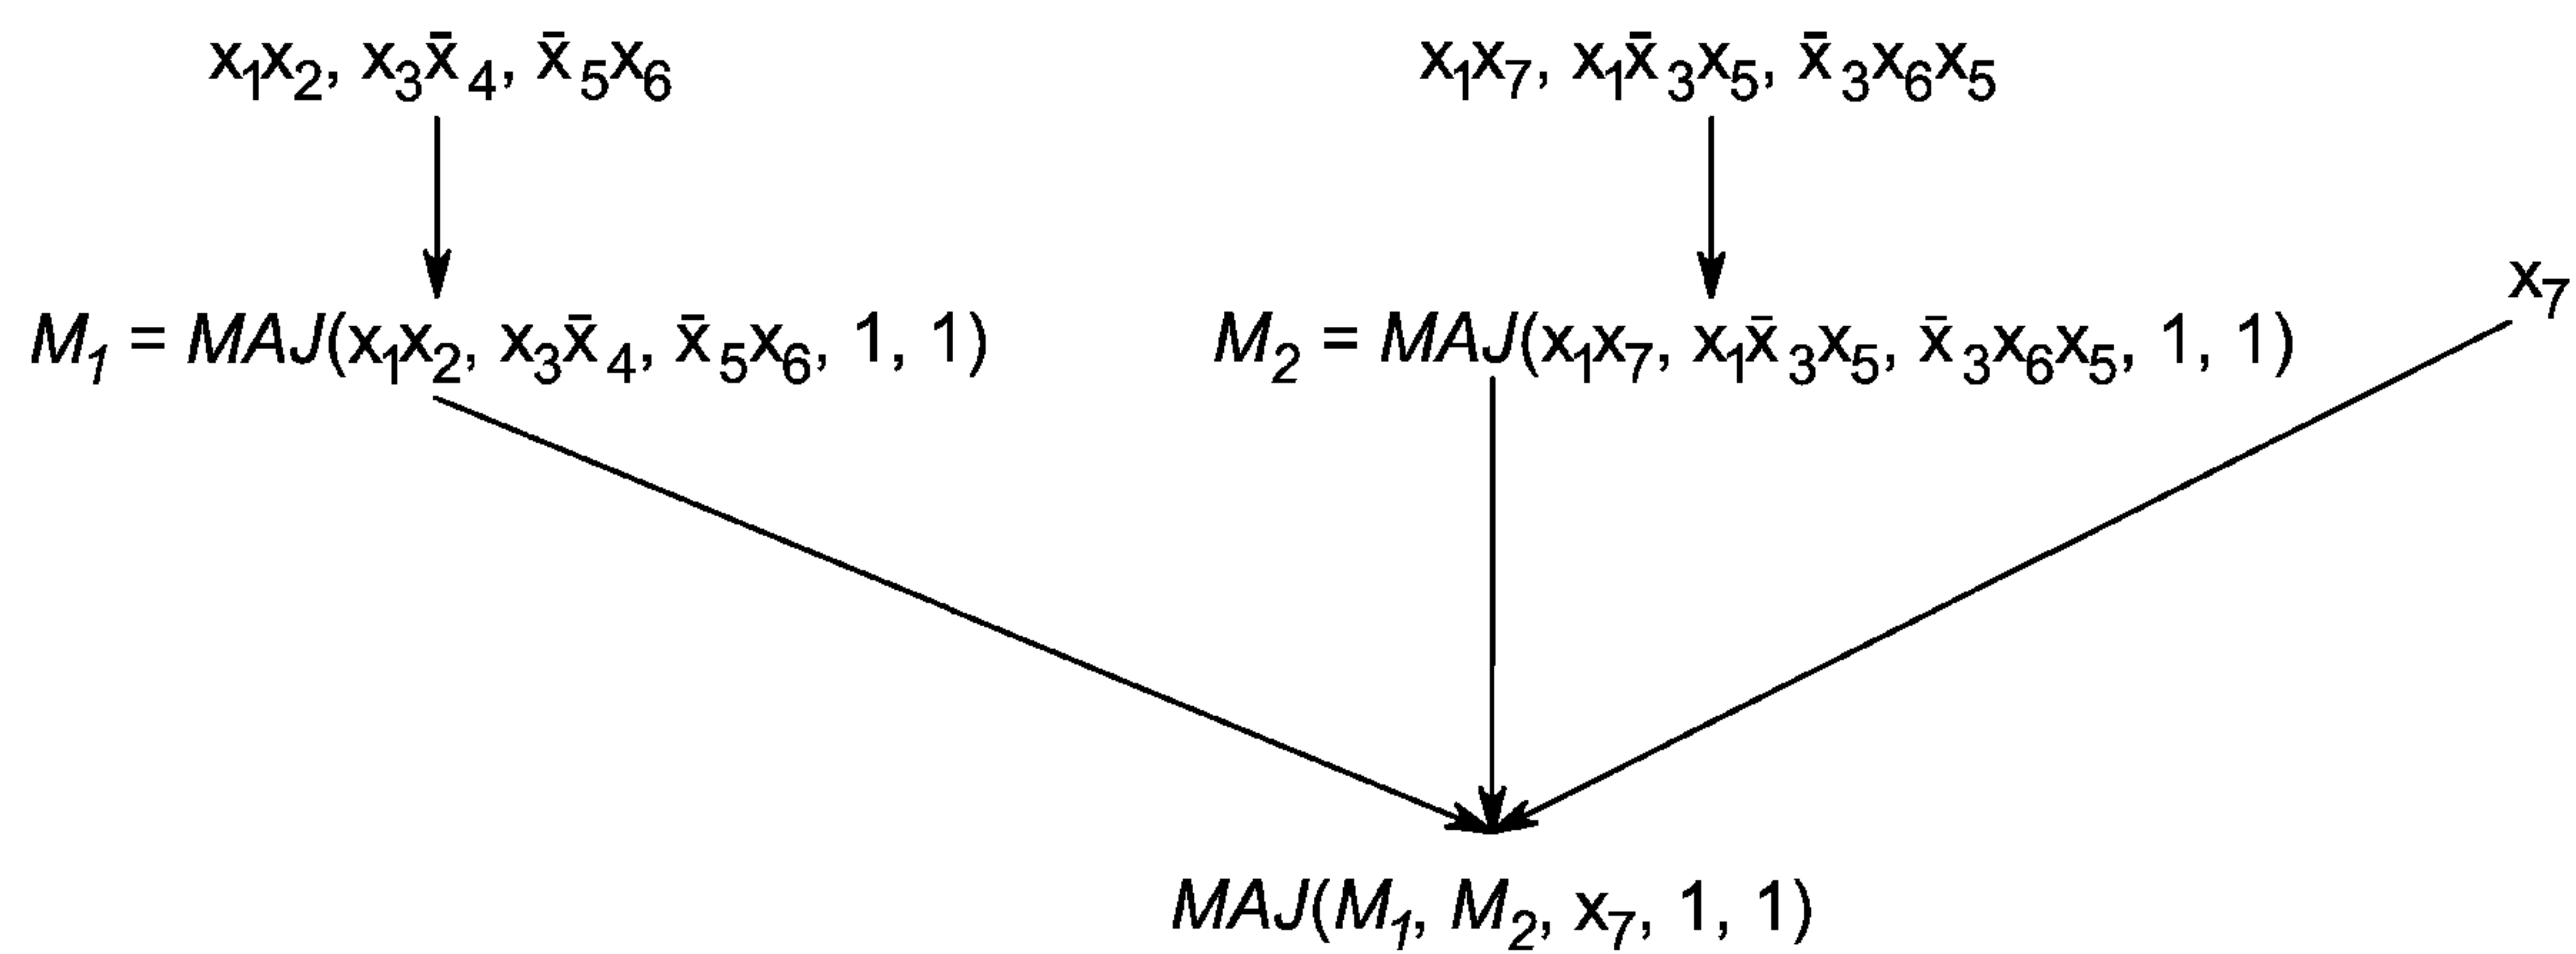 x₁x₂, x₃x̄₄, x̄₅x₆
x₁x₇, x₁x̄₃x₅, x̄₃x₆x₅
x₇
M₁ = MAJ(x₁x₂, x₃x̄₄, x̄₅x₆, 1, 1)
M₂ = MAJ(x₁x₇, x₁x̄₃x₅, x̄₃x₆x₅, 1, 1)
MAJ(M₁, M₂, x₇, 1, 1)